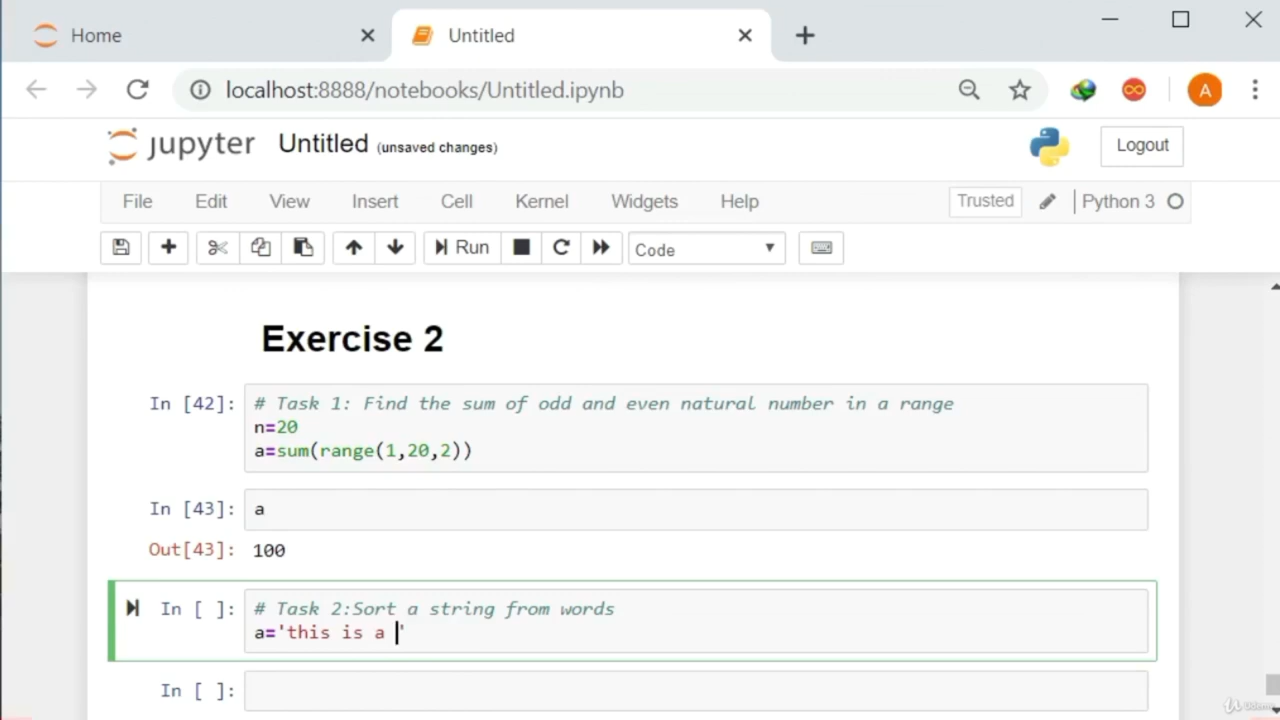 Home
Untitled
localhost:8888/notebooks/Untitled.ipynb
A
jupyter Untitled (unsaved changes)
Logout
File Edit View Insert Cell Kernel Widgets Help Trusted Python 3
Run Code
Exercise 2
In [42]: # Task 1: Find the sum of odd and even natural number in a range
n=20
a=sum(range(1,20,2))
In [43]: a
Out[43]: 100
In [ ]: # Task 2:Sort a string from words
a='this is a '
In [ ]:
Udemy